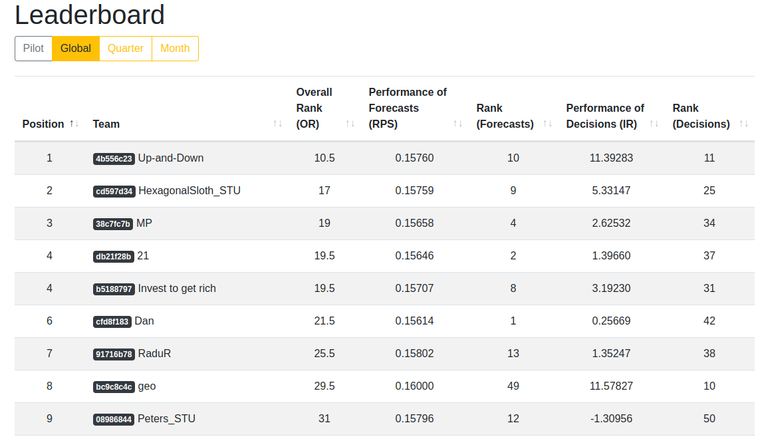 Leaderboard
Pilot Global Quarter Month
Position ↑↓ Team ↑↓ Overall Rank (OR) ↑↓ Performance of Forecasts (RPS) ↑↓ Rank (Forecasts) ↑↓ Performance of Decisions (IR) ↑↓ Rank (Decisions) ↑↓
1 4b556c23 Up-and-Down 10.5 0.15760 10 11.39283 11
2 cd597d34 HexagonalSloth_STU 17 0.15759 9 5.33147 25
3 38c7fc7b MP 19 0.15658 4 2.62532 34
4 db21f28b 21 19.5 0.15646 2 1.39660 37
4 b5188797 Invest to get rich 19.5 0.15707 8 3.19230 31
6 cfd8f183 Dan 21.5 0.15614 1 0.25669 42
7 91716b78 RaduR 25.5 0.15802 13 1.35247 38
8 bc9c8c4c geo 29.5 0.16000 49 11.57827 10
9 08986844 Peters_STU 31 0.15796 12 -1.30956 50